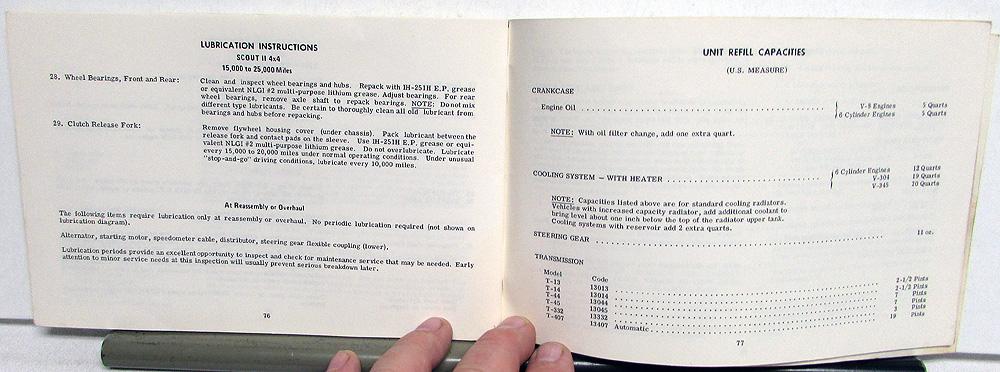 LUBRICATION INSTRUCTIONS
SCOUT II 4x4
15,000 to 25,000 Miles
28. Wheel Bearings, Front and Rear:
Clean and inspect wheel bearings and hubs. Repack with IH-251H E.P. grease
or equivalent NLGI #2 multi-purpose lithium grease. Adjust bearings. For rear
wheel bearings, remove axle shaft to repack bearings. NOTE: Do not mix
different type lubricants. Be certain to thoroughly clean all old lubricant from
bearings and hubs before repacking.
29. Clutch Release Fork:
Remove flywheel housing cover (under chassis). Pack lubricant between the
release fork and contact pads on the sleeve. Use IH-251H E.P. grease or equi-
valent NLGI #2 multi-purpose lithium grease. Do not overlubricate. Lubricate
every 15,000 to 20,000 miles under normal operating conditions. Under unusual
"stop-and-go" driving conditions, lubricate every 10,000 miles.
At Reassembly or Overhaul
The following items require lubrication only at reassembly or overhaul. No periodic lubrication required (not shown on
lubrication diagram).
Alternator, starting motor, speedometer cable, distributor, steering gear flexible coupling (lower).
Lubrication periods provide an excellent opportunity to inspect and check for maintenance service that may be needed. Early
attention to minor service needs at this inspection will usually prevent serious breakdown later.
76
UNIT REFILL CAPACITIES
(U.S. MEASURE)
CRANKCASE
Engine Oil V-8 Engines 5 Quarts
6 Cylinder Engines 5 Quarts
NOTE: With oil filter change, add one extra quart.
COOLING SYSTEM - WITH HEATER 6 Cylinder Engines 12 Quarts
V-304 19 Quarts
V-345 20 Quarts
NOTE: Capacities listed above are for standard cooling radiators.
Vehicles with increased capacity radiator, add additional coolant to
bring level about one inch below the top of the radiator upper tank.
Cooling systems with reservoir add 2 extra quarts.
STEERING GEAR 11 oz.
TRANSMISSION
Model Code
T-13 13013 2-1/2 Pints
T-14 13014 2-1/2 Pints
T-44 13044 7 Pints
T-45 13045 7 Pints
T-332 13332 3 Pints
T-407 13407 Automatic 19 Pints
77